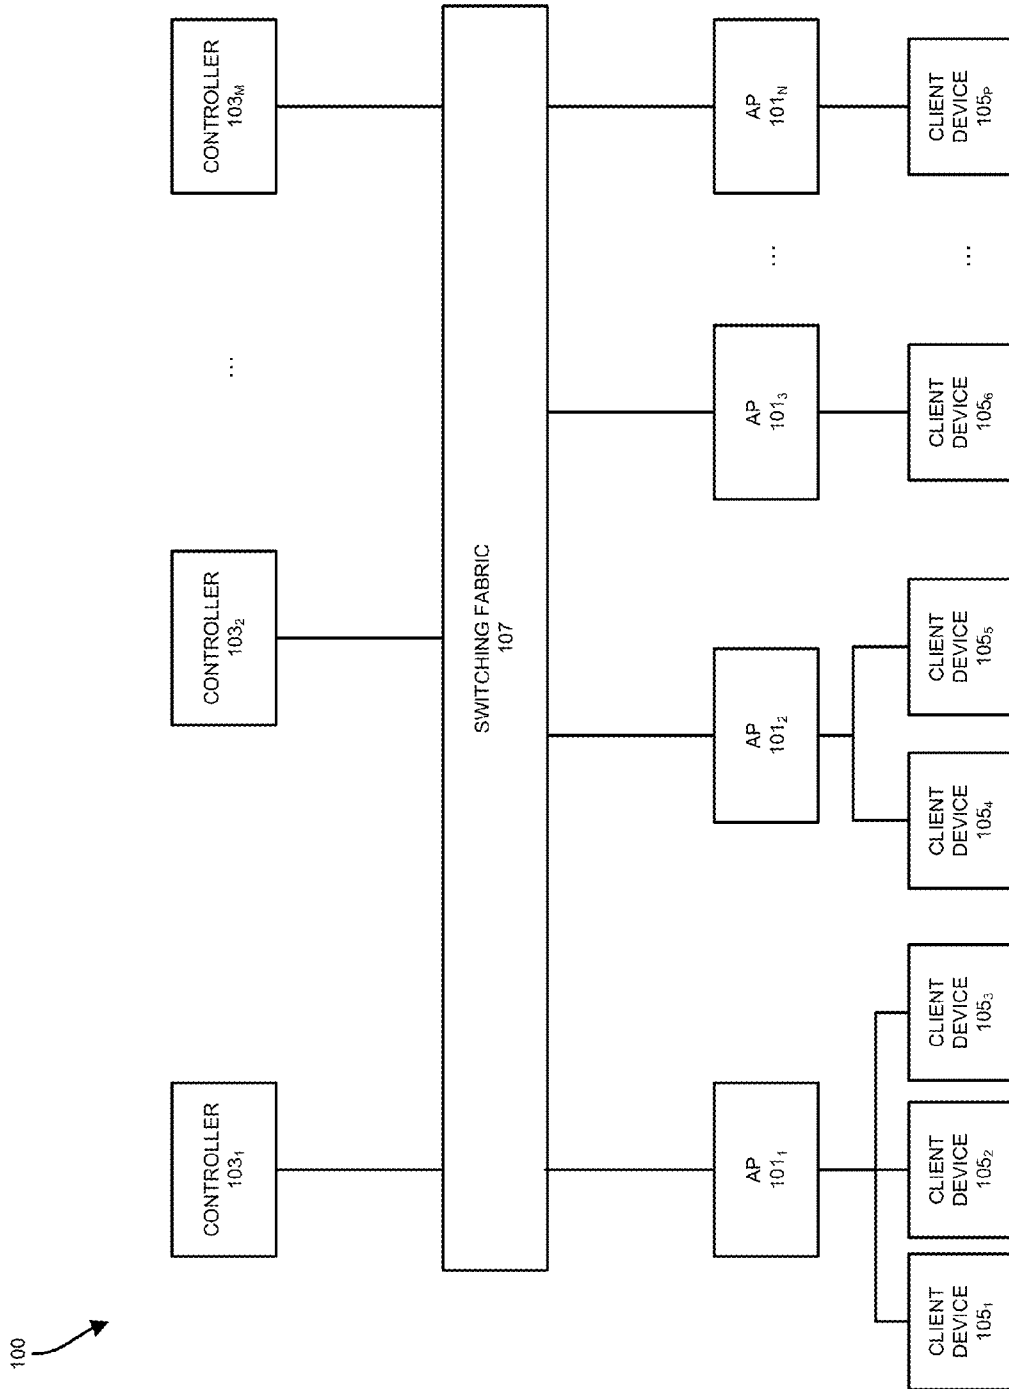 100
CONTROLLER
103₁
CONTROLLER
103₂
...
CONTROLLER
103M
SWITCHING FABRIC
107
AP
101₁
AP
101₂
AP
101₃
...
AP
101N
CLIENT
DEVICE
105₁
CLIENT
DEVICE
105₂
CLIENT
DEVICE
105₃
CLIENT
DEVICE
105₄
CLIENT
DEVICE
105₅
CLIENT
DEVICE
105₆
...
CLIENT
DEVICE
105P